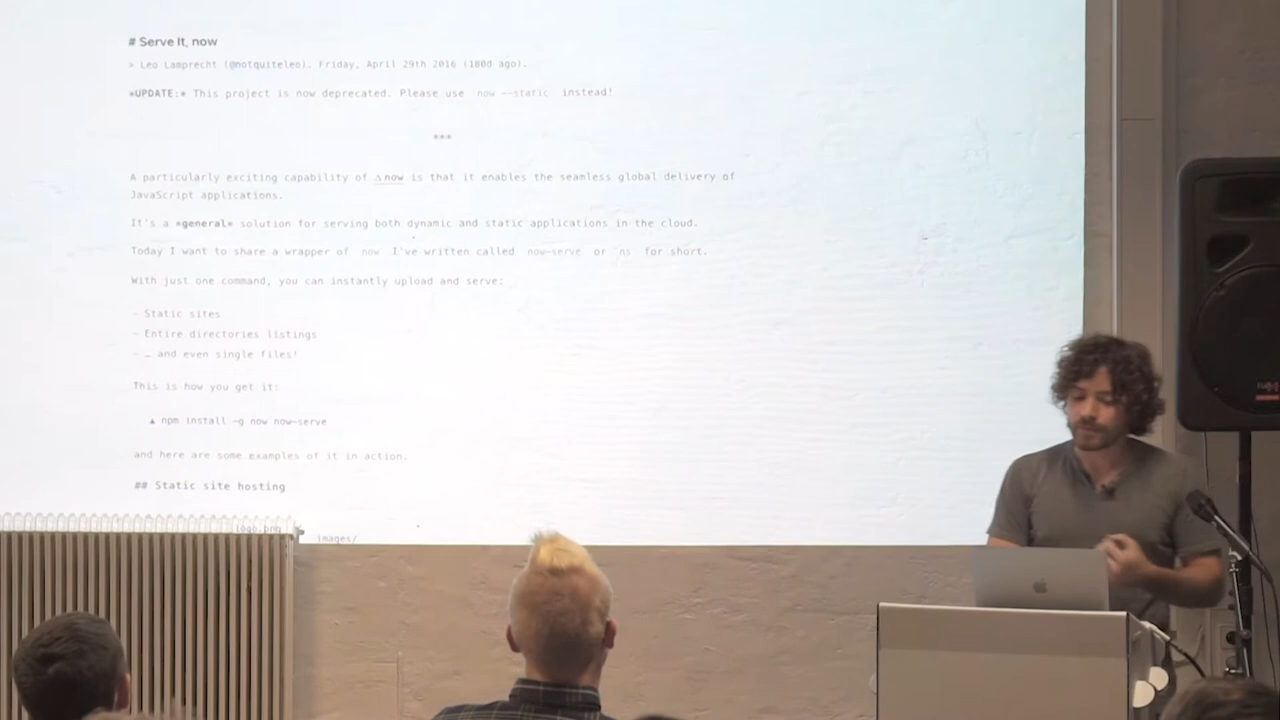 # Serve It, now
> Leo Lamprecht (@notquiteleo). Friday, April 29th 2016 (180d ago).
*UPDATE:* This project is now deprecated. Please use now --static instead!
***
A particularly exciting capability of △ now is that it enables the seamless global delivery of
JavaScript applications.
It's a *general* solution for serving both dynamic and static applications in the cloud.
Today I want to share a wrapper of now I've written called now-serve or ns for short.
With just one command, you can instantly upload and serve:
- Static sites
- Entire directories listings
- … and even single files!
This is how you get it:
▲ npm install -g now now-serve
and here are some examples of it in action.
## Static site hosting
logo.png
images/